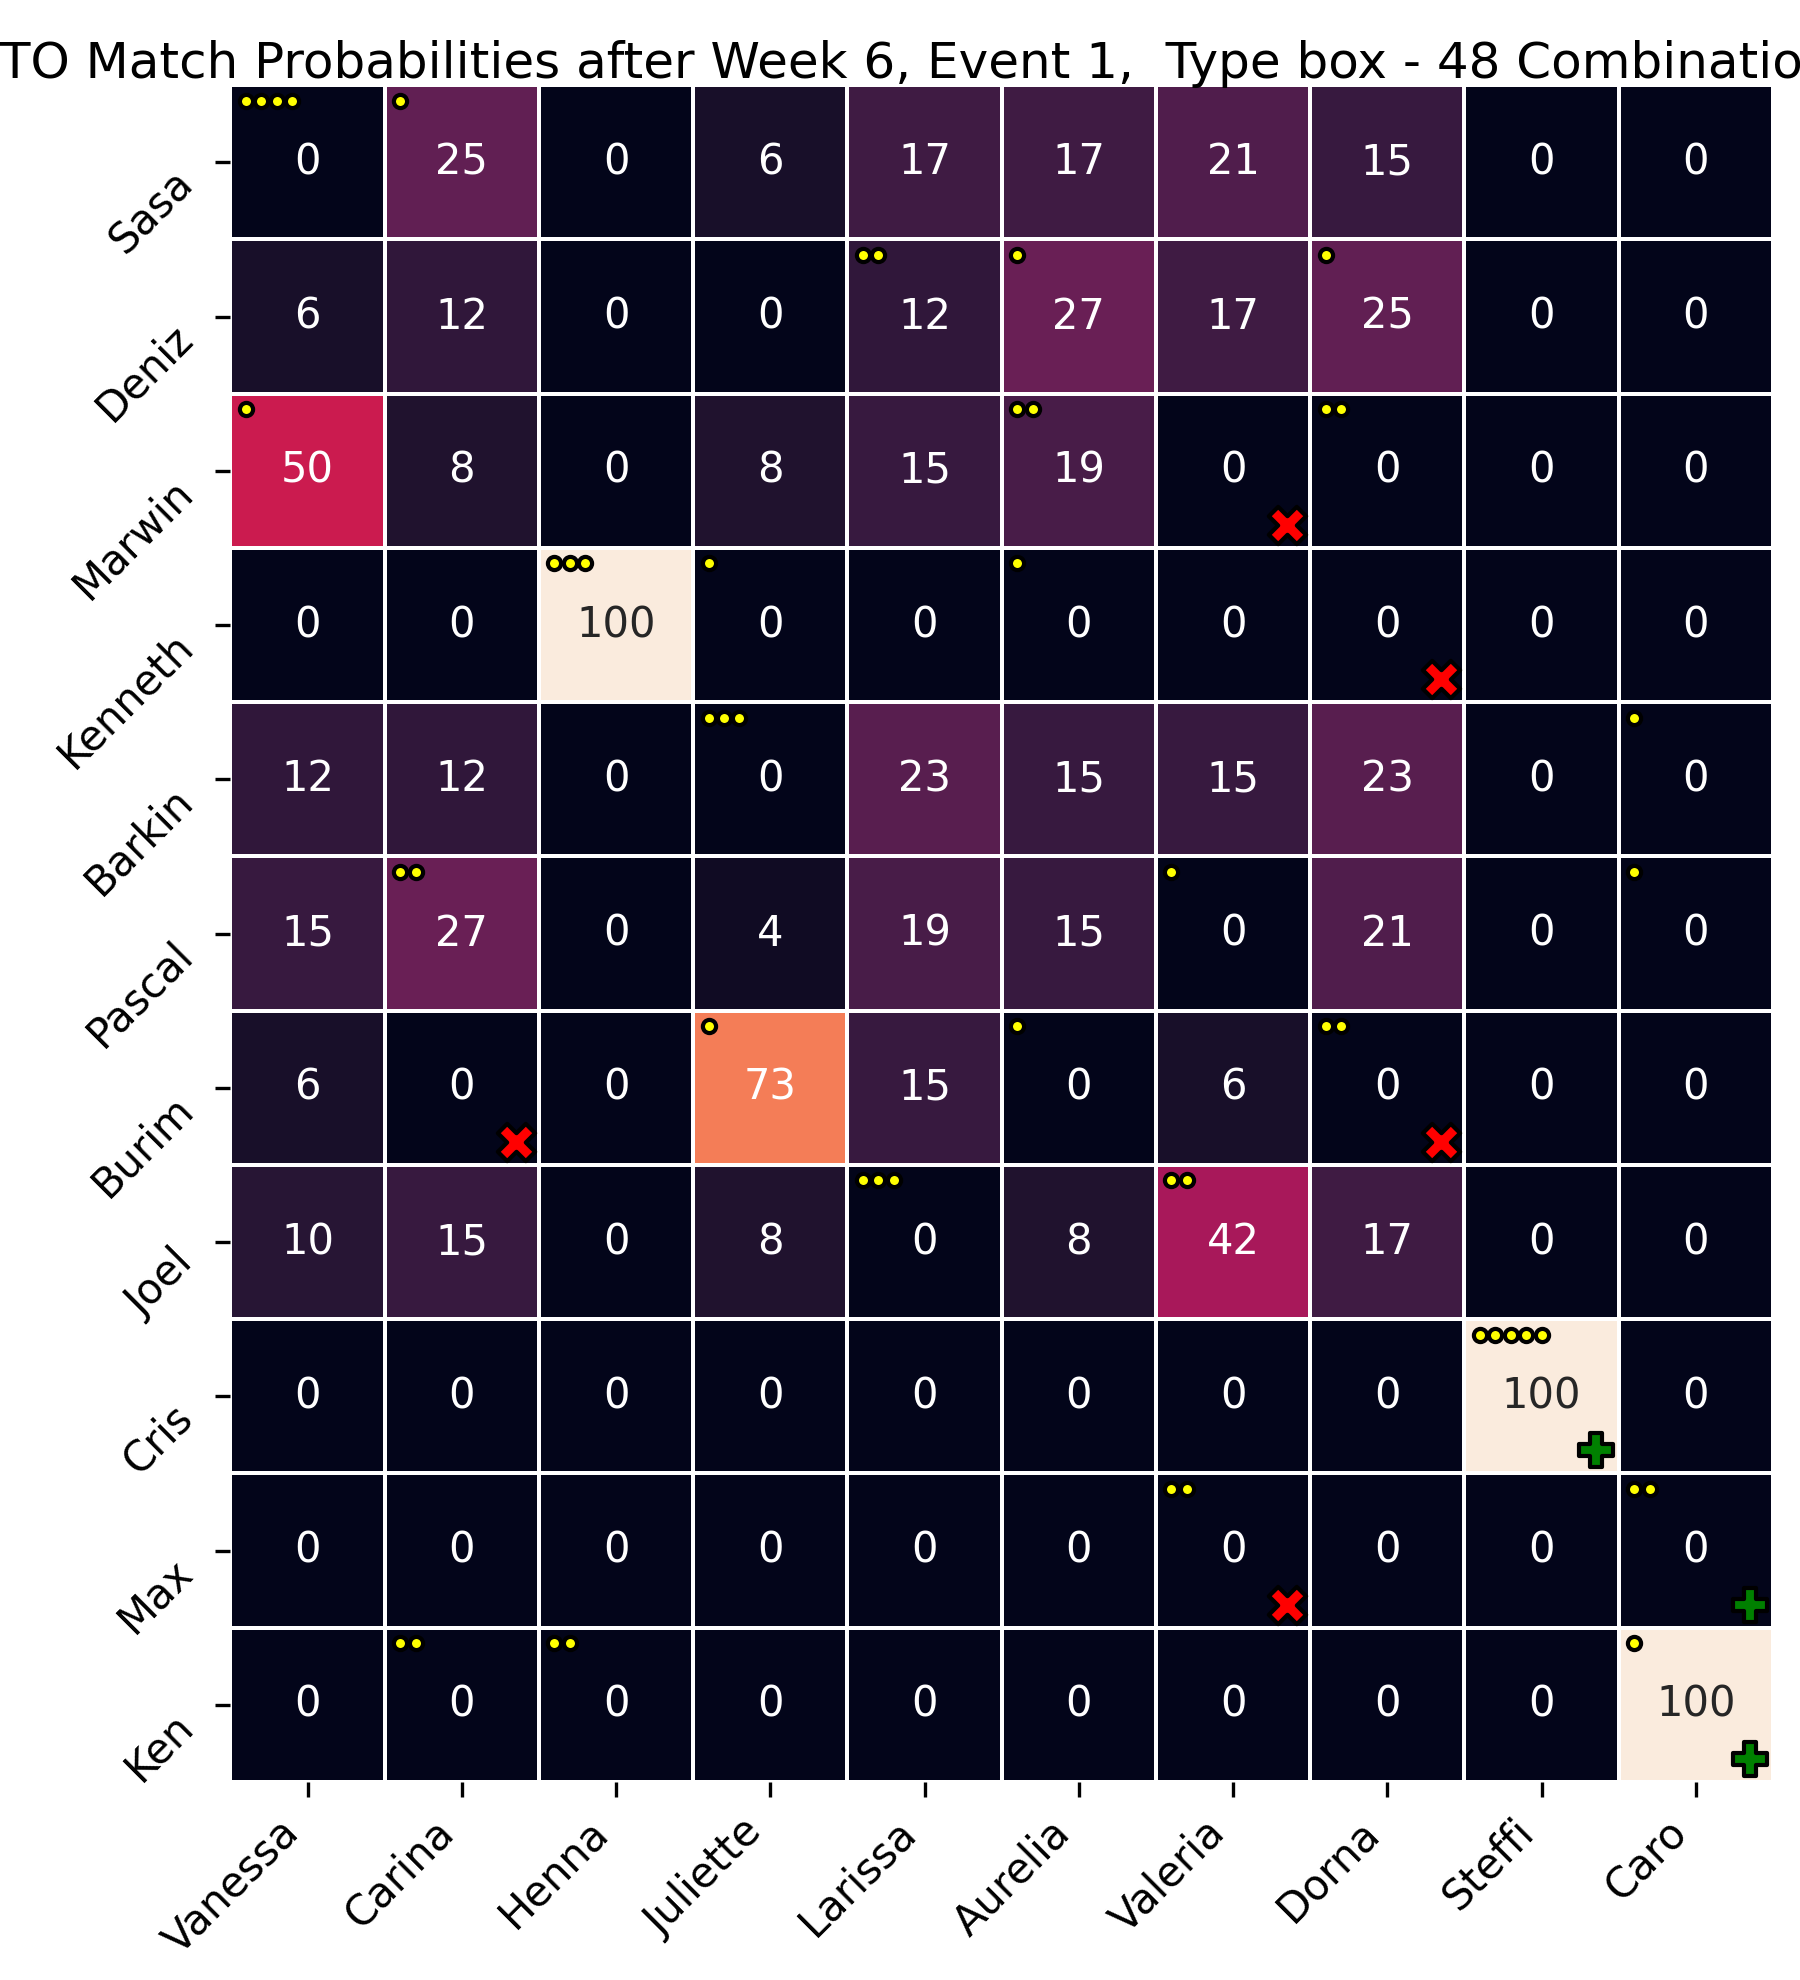 TO Match Probabilities after Week 6, Event 1, Type box - 48 Combinatio
Sasa 0 25 0 6 17 17 21 15 0 0
Deniz 6 12 0 0 12 27 17 25 0 0
Marwin 50 8 0 8 15 19 0 0 0 0
Kenneth 0 0 100 0 0 0 0 0 0 0
Barkin 12 12 0 0 23 15 15 23 0 0
Pascal 15 27 0 4 19 15 0 21 0 0
Burim 6 0 0 73 15 0 6 0 0 0
Joel 10 15 0 8 0 8 42 17 0 0
Cris 0 0 0 0 0 0 0 0 100 0
Max 0 0 0 0 0 0 0 0 0 0
Ken 0 0 0 0 0 0 0 0 0 100
Vanessa Carina Henna Juliette Larissa Aurelia Valeria Dorna Steffi Caro